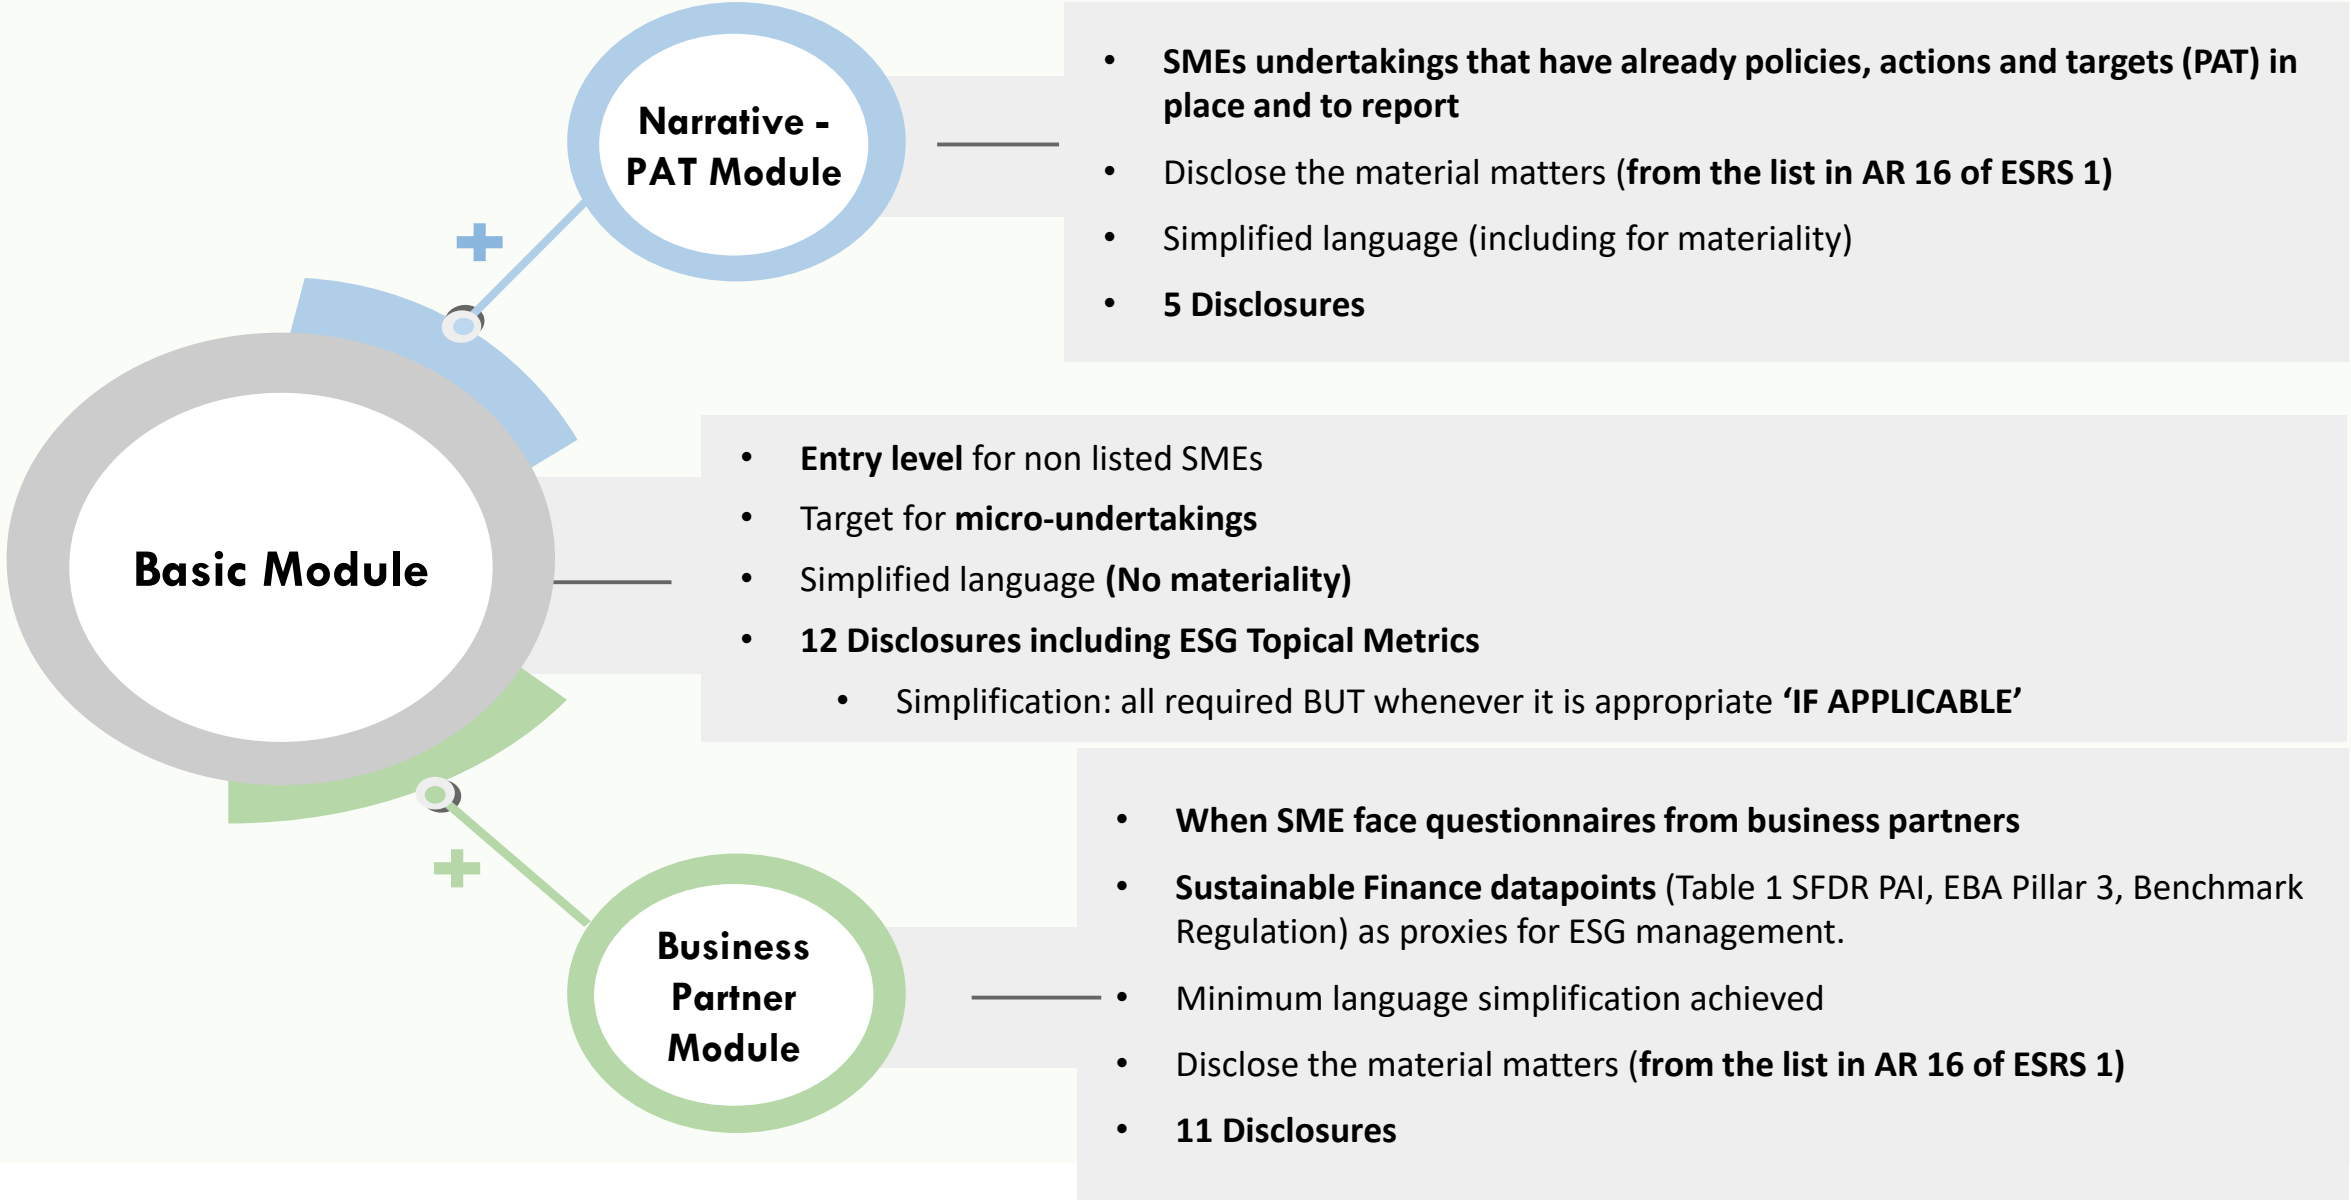 Narrative -
PAT Module
• SMEs undertakings that have already policies, actions and targets (PAT) in
place and to report
• Disclose the material matters (from the list in AR 16 of ESRS 1)
• Simplified language (including for materiality)
• 5 Disclosures
Basic Module
• Entry level for non listed SMEs
• Target for micro-undertakings
• Simplified language (No materiality)
• 12 Disclosures including ESG Topical Metrics
• Simplification: all required BUT whenever it is appropriate ‘IF APPLICABLE’
Business
Partner
Module
• When SME face questionnaires from business partners
• Sustainable Finance datapoints (Table 1 SFDR PAI, EBA Pillar 3, Benchmark
Regulation) as proxies for ESG management.
• Minimum language simplification achieved
• Disclose the material matters (from the list in AR 16 of ESRS 1)
• 11 Disclosures